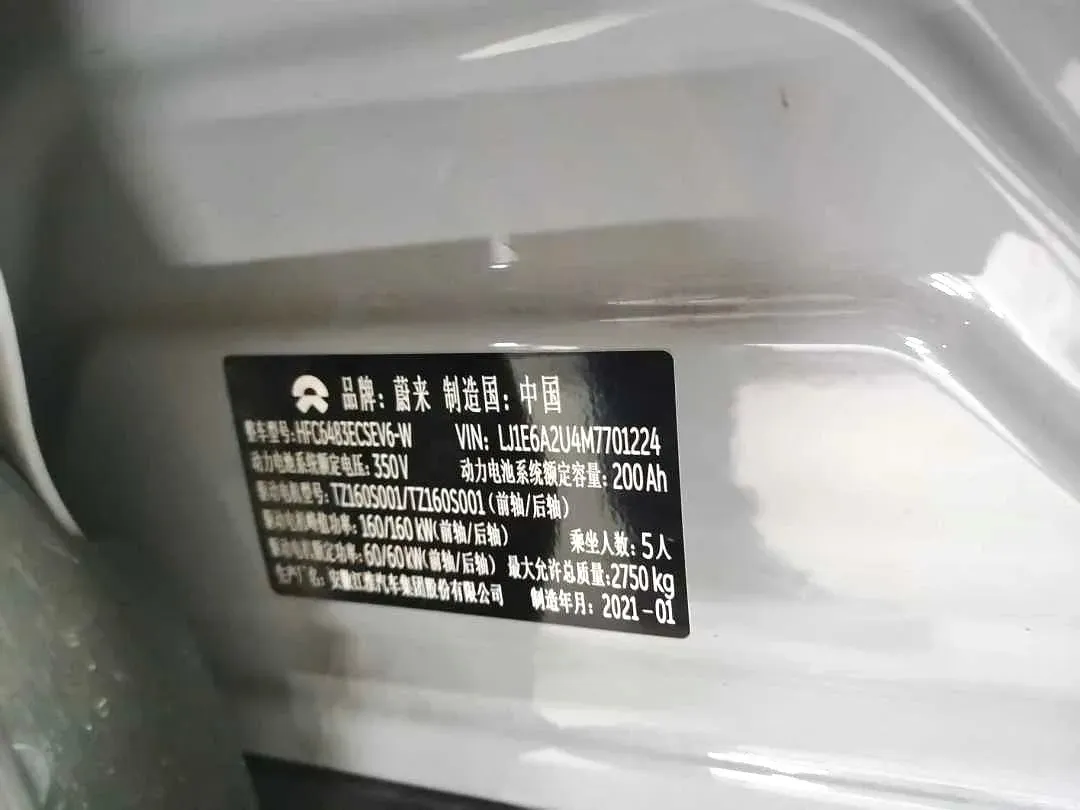 品牌: 蔚来 制造国: 中国
整车型号: HFC6483ECSEV6-W VIN: LJ1E6A2U4M7701224
动力电池系统额定电压: 350V 动力电池系统额定容量: 200Ah
驱动电机型号: TZ160S001/TZ160S001 (前轴/后轴)
驱动电机峰值功率: 160/160 kW(前轴/后轴) 乘坐人数: 5人
驱动电机额定功率: 60/60 kW(前轴/后轴) 最大允许总质量: 2750 kg
生产厂名: 安徽江淮汽车集团股份有限公司 制造年月: 2021-01